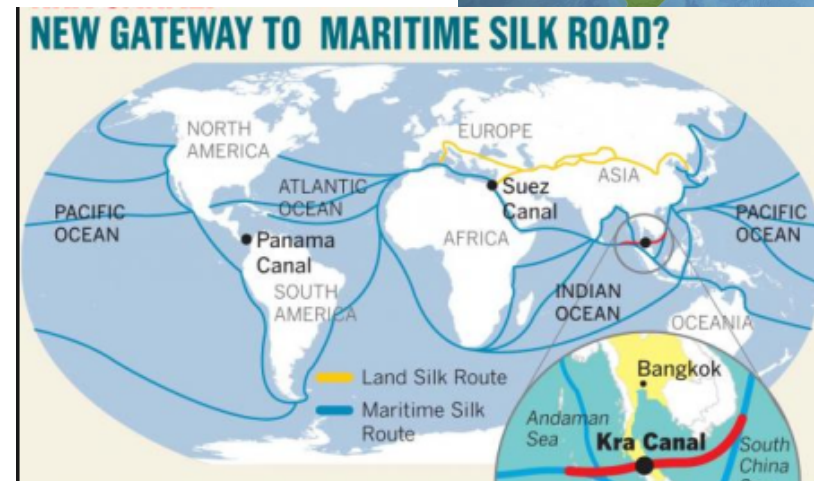 NEW GATEWAY TO MARITIME SILK ROAD?
NORTH
AMERICA
EUROPE
ASIA
ATLANTIC
OCEAN
Suez
Canal
PACIFIC
OCEAN
PACIFIC
OCEAN
Panama
Canal
AFRICA
SOUTH
AMERICA
INDIAN
OCEAN
OCEANIA
Land Silk Route
Maritime Silk
Route
Bangkok
Andaman
Sea
Kra Canal
South
China